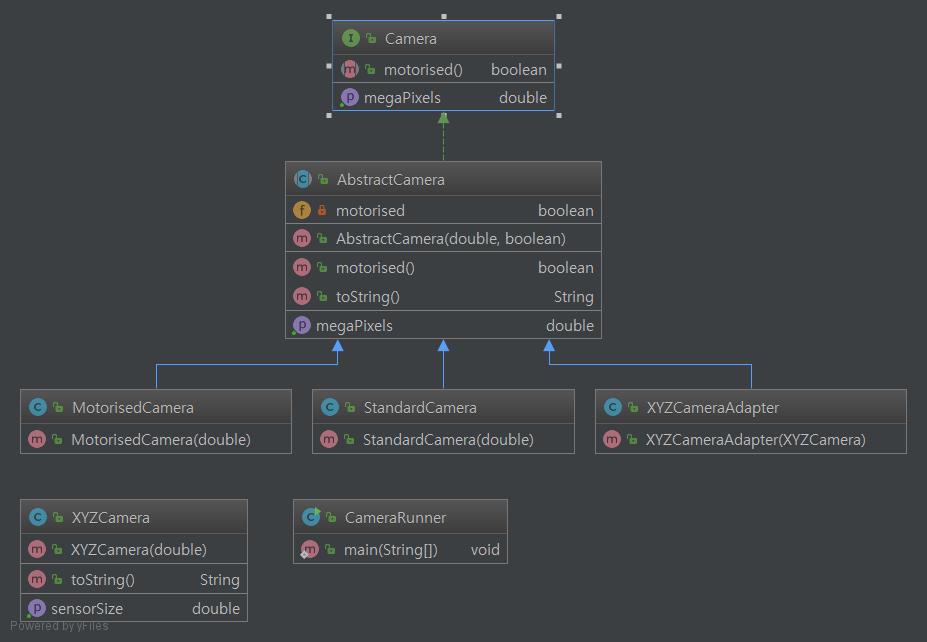 Camera
motorised() boolean
megaPixels double
AbstractCamera
motorised boolean
AbstractCamera(double, boolean)
motorised() boolean
toString() String
megaPixels double
MotorisedCamera
MotorisedCamera(double)
StandardCamera
StandardCamera(double)
XYZCameraAdapter
XYZCameraAdapter(XYZCamera)
XYZCamera
XYZCamera(double)
toString() String
sensorSize double
CameraRunner
main(String[]) void
Powered by yFiles